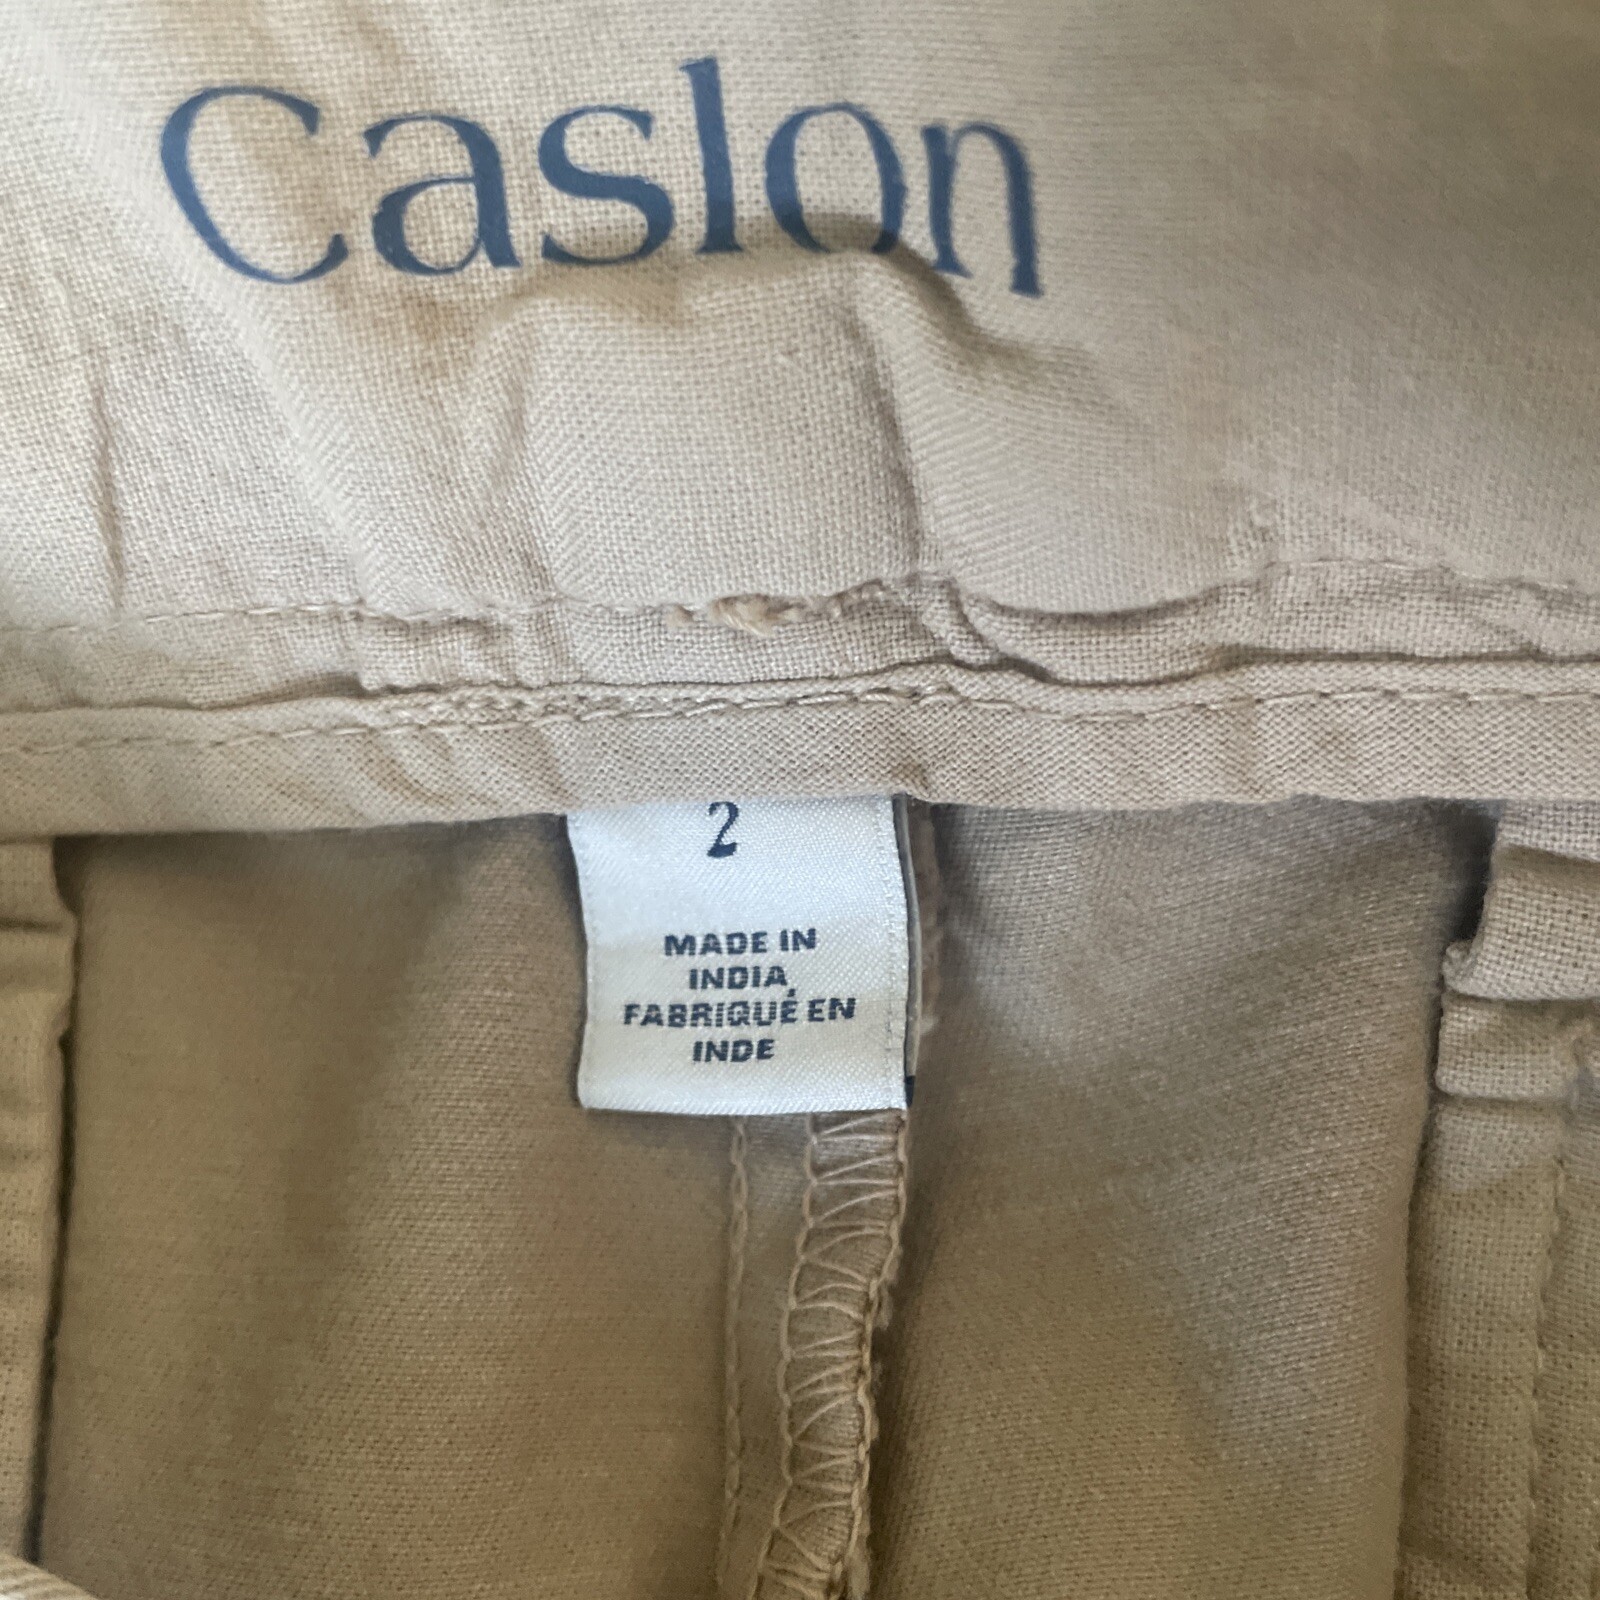 Caslon
2
MADE IN
INDIA,
FABRIQUÉ EN
INDE